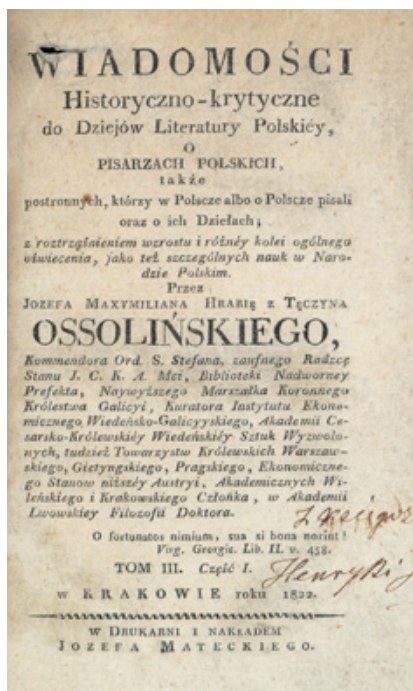 WIADOMOŚCI
Historyczno-krytyczne
do Dziejów Literatury Polskiéy,
O
PISARZACH POLSKICH,
także
postronnych, którzy w Polscze albo o Polscze pisali
oraz o ich Dziełach;
z roztrząśnieniem wzrostu i różnéy kolei ogólnego
oświecenia, jako też szczególnych nauk w Naro-
dzie Polskim.
Przez
JOZEFA MAXYMILIANA HRABIĘ Z TĘCZYNA
OSSOLIŃSKIEGO,
Kommendora Ord. S. Stefana, zaufnego Radzcę
Stanu J. C. K. A. Mci, Biblioteki Nadworney
Prefekta, Naywyższego Marszałka Koronnego
Królestwa Galicyi, Kuratora Instytutu Ekono-
micznego Wiedeńsko-Galicyyskiego, Akademii Ce-
sarsko-Królewskiéy Wiedeńskiéy Sztuk Wyzwolo-
nych, tudzież Towarzystw Królewskich Warszaw-
skiego, Gietyngskiego, Pragskiego, Ekonomiczne-
go Stanow niższéy Austryi, Akademicznych Wi-
leńskiego i Krakowskiego Członka, w Akademii
Lwowskiey Filozofii Doktora.
O fortunatos nimium, sua si bona norint!
Virg. Georgic. Lib. II. v. 458.
TOM III. Część I.
Henryki
w KRAKOWIE roku 1822.
W DRUKARNI I NAKŁADEM
JOZEFA MATECKIEGO.